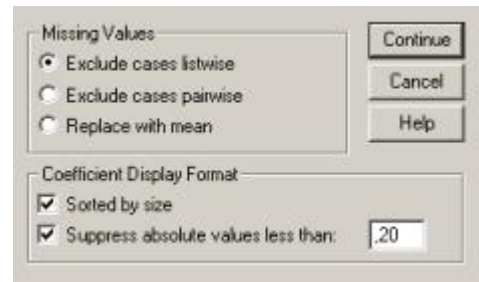 Missing Values
Exclude cases listwise
Exclude cases pairwise
Replace with mean
Continue
Cancel
Help
Coefficient Display Format
Sorted by size
Suppress absolute values less than: .20